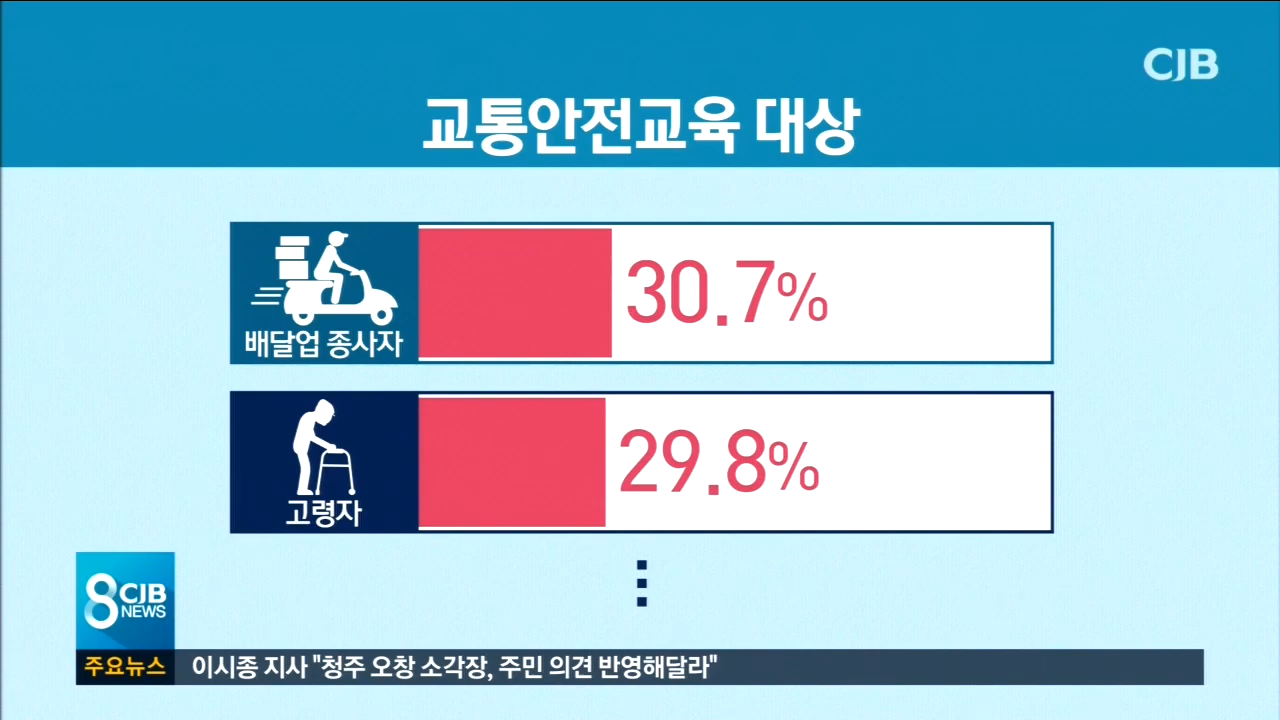 CJB
교통안전교육 대상
30.7%
배달업 종사자
29.8%
고령자
8 CJB
NEWS
주요뉴스 이시종 지사 "청주 오창 소각장, 주민 의견 반영해달라"